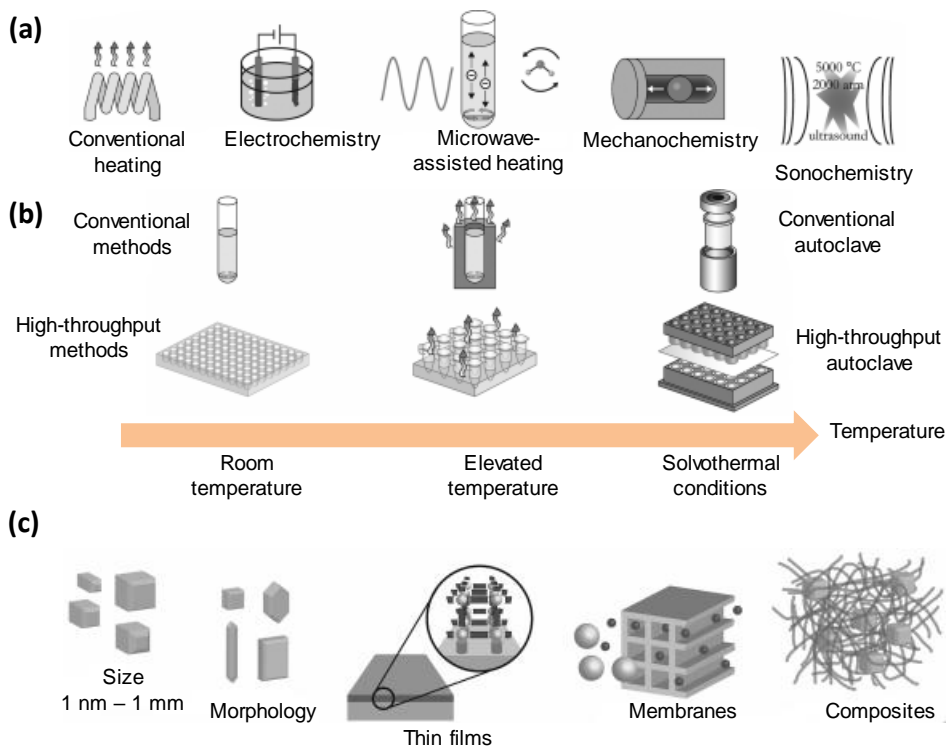 (a)
5000 °C
2000 atm
ultrasound
Conventional
heating
Electrochemistry
Microwave-
assisted heating
Mechanochemistry
Sonochemistry
(b)
Conventional
methods
Conventional
autoclave
High-throughput
methods
High-throughput
autoclave
Temperature
Room
temperature
Elevated
temperature
Solvothermal
conditions
(c)
Size
1 nm – 1 mm
Morphology
Thin films
Membranes
Composites